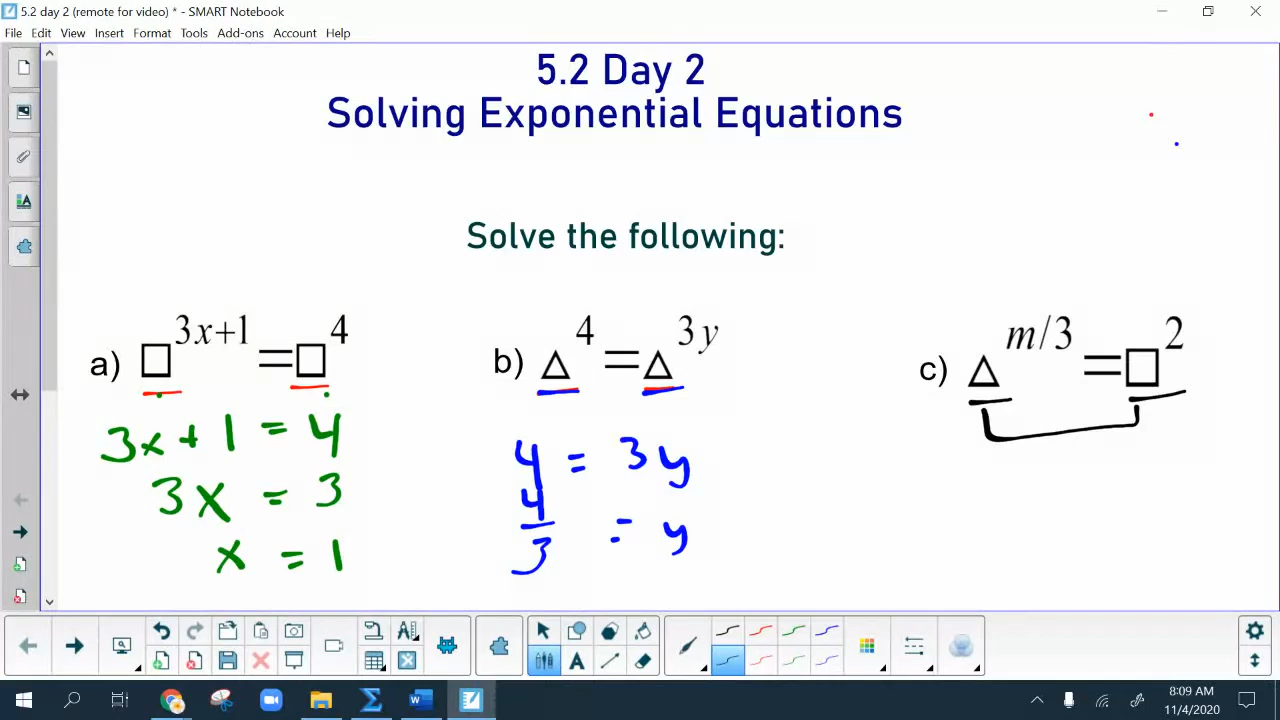 5.2 day 2 (remote for video) * - SMART Notebook
File Edit View Insert Format Tools Add-ons Account Help
5.2 Day 2
Solving Exponential Equations
Solve the following:
a) □^(3x+1) = □^4
3x + 1 = 4
3x = 3
x = 1
b) △^4 = △^(3y)
4 = 3y
4/3 = y
c) △^(m/3) = □^2
8:09 AM
11/4/2020